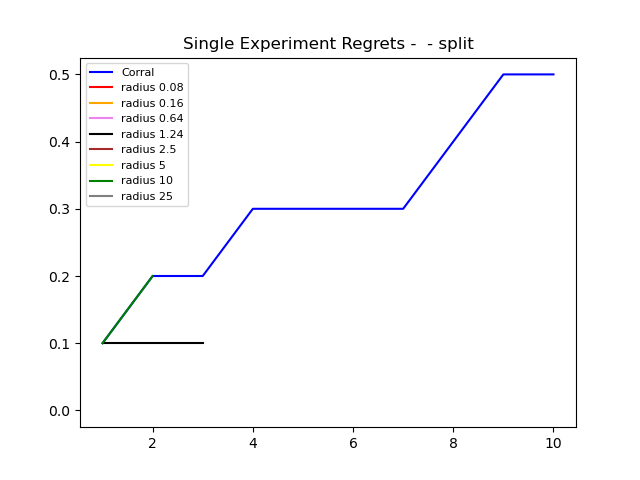 Single Experiment Regrets -  - split
Corral
radius 0.08
radius 0.16
radius 0.64
radius 1.24
radius 2.5
radius 5
radius 10
radius 25
0.5
0.4
0.3
0.2
0.1
0.0
2 4 6 8 10